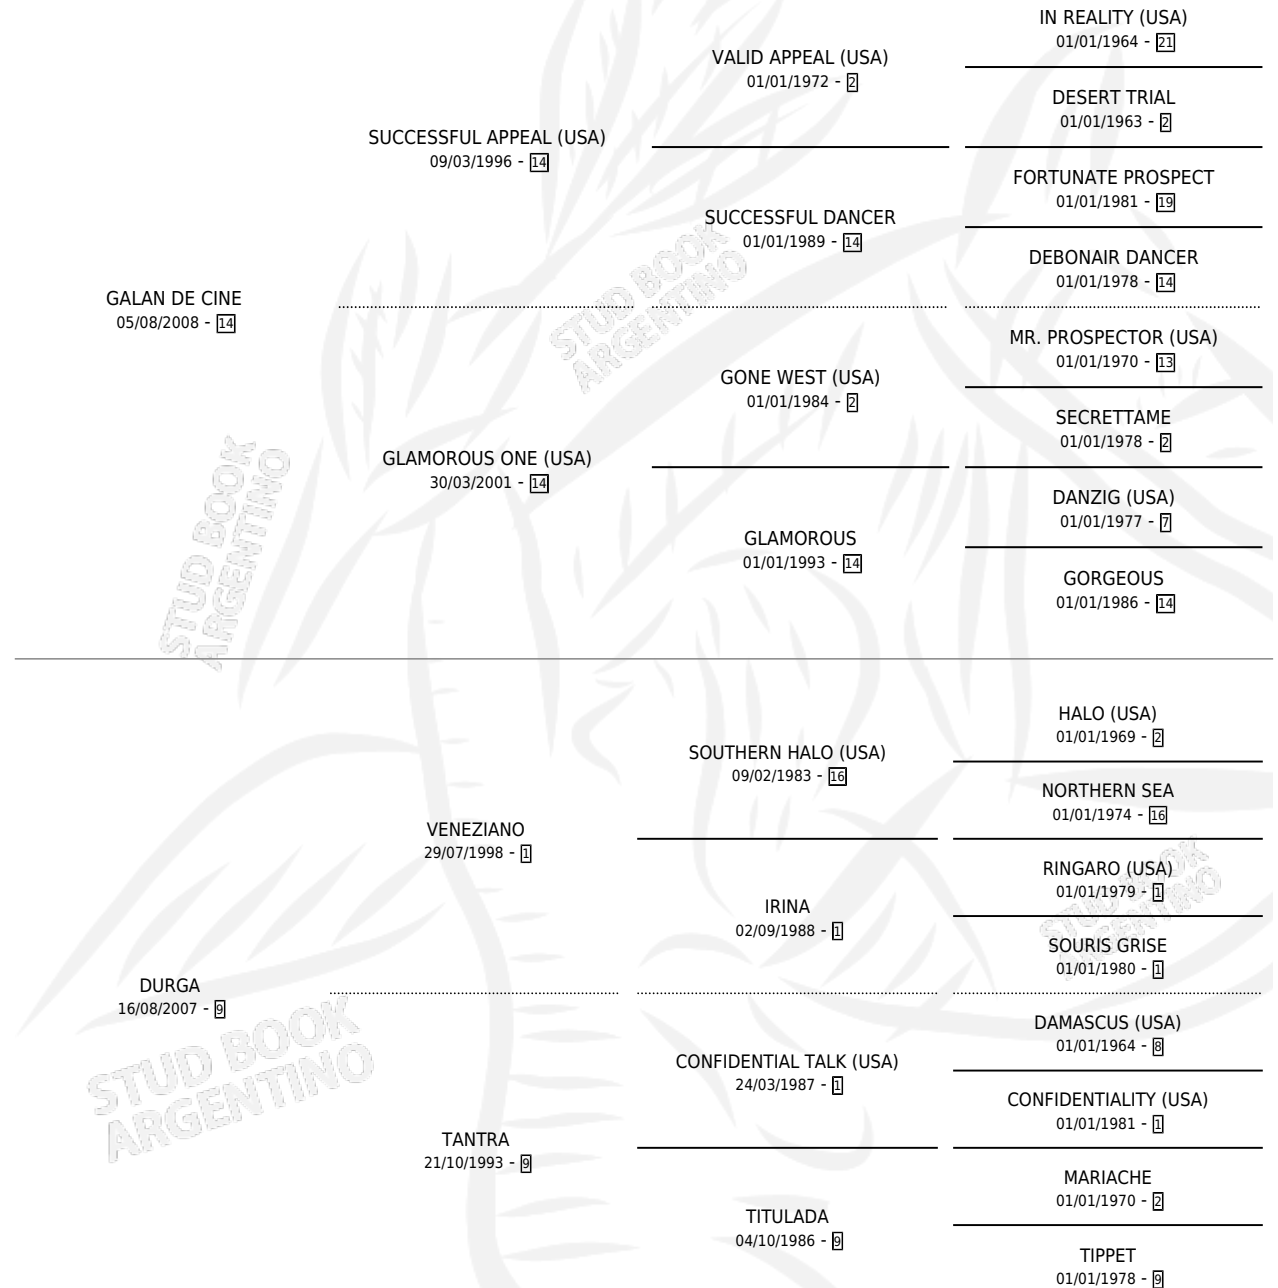 IN REALITY (USA)
01/01/1964 - 21
VALID APPEAL (USA)
01/01/1972 - 2
DESERT TRIAL
01/01/1963 - 2
SUCCESSFUL APPEAL (USA)
09/03/1996 - 14
FORTUNATE PROSPECT
01/01/1981 - 19
SUCCESSFUL DANCER
01/01/1989 - 14
DEBONAIR DANCER
01/01/1978 - 14
GALAN DE CINE
05/08/2008 - 14
MR. PROSPECTOR (USA)
01/01/1970 - 13
GONE WEST (USA)
01/01/1984 - 2
SECRETTAME
01/01/1978 - 2
GLAMOROUS ONE (USA)
30/03/2001 - 14
DANZIG (USA)
01/01/1977 - 7
GLAMOROUS
01/01/1993 - 14
GORGEOUS
01/01/1986 - 14
STUD BOOK
ARGENTINO
STUD BOOK
ARGENTINO
HALO (USA)
01/01/1969 - 2
SOUTHERN HALO (USA)
09/02/1983 - 16
NORTHERN SEA
01/01/1974 - 16
VENEZIANO
29/07/1998 - 1
RINGARO (USA)
01/01/1979 - 1
IRINA
02/09/1988 - 1
SOURIS GRISE
01/01/1980 - 1
STUD BOOK
ARGENTINO
DURGA
16/08/2007 - 9
DAMASCUS (USA)
01/01/1964 - 8
CONFIDENTIAL TALK (USA)
24/03/1987 - 1
CONFIDENTIALITY (USA)
01/01/1981 - 1
STUD BOOK
ARGENTINO
TANTRA
21/10/1993 - 9
MARIACHE
01/01/1970 - 2
TITULADA
04/10/1986 - 9
TIPPET
01/01/1978 - 9